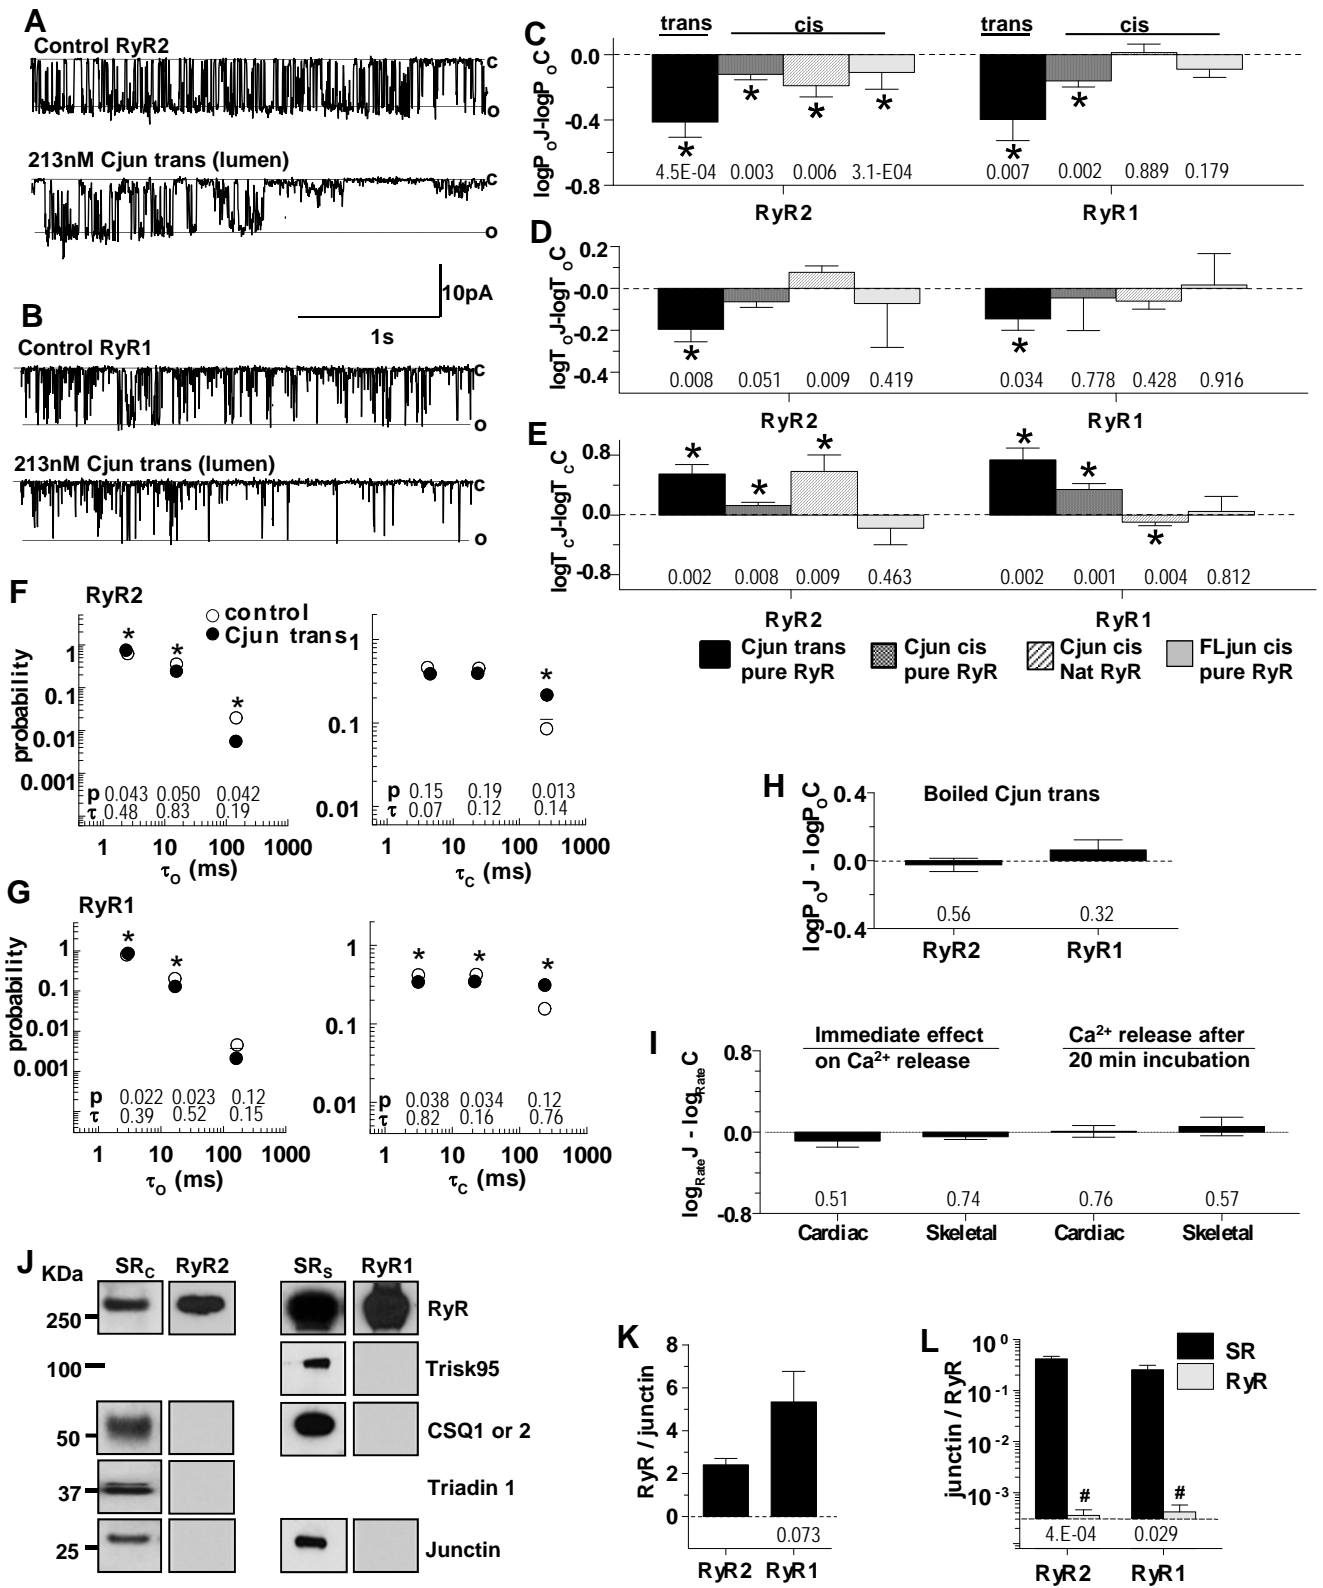 A
Control RyR2
c
o
213nM Cjun trans (lumen)
c
o
10pA
1s
B
Control RyR1
c
o
213nM Cjun trans (lumen)
c
o
C
trans
cis
trans
cis
logPOJ-logPOC
0.0
-0.4
-0.8
*
*
*
*
*
*
4.5E-04 0.003 0.006 3.1-E04
0.007 0.002 0.889 0.179
RyR2
RyR1
D
logTOJ-logTOC
0.2
-0.0
-0.2
-0.4
*
*
0.008 0.051 0.009 0.419
0.034 0.778 0.428 0.916
RyR2
RyR1
E
logTCJ-logTCC
0.8
0.0
-0.8
*
*
*
*
*
*
0.002 0.008 0.009 0.463
0.002 0.001 0.004 0.812
RyR2
RyR1
Cjun trans
pure RyR
Cjun cis
pure RyR
Cjun cis
Nat RyR
FLjun cis
pure RyR
F
RyR2
control
Cjun trans
probability
1
0.1
0.01
0.001
*
*
*
p 0.043 0.050 0.042
τ 0.48 0.83 0.19
1 10 100 1000
τO (ms)
1
0.1
0.01
*
p 0.15 0.19 0.013
τ 0.07 0.12 0.14
1 10 100 1000
τC (ms)
G
RyR1
probability
1
0.1
0.01
0.001
*
*
p 0.022 0.023 0.12
τ 0.39 0.52 0.15
1 10 100 1000
τO (ms)
1
0.1
0.01
*
*
*
p 0.038 0.034 0.12
τ 0.82 0.16 0.76
1 10 100 1000
τC (ms)
H
Boiled Cjun trans
logPOJ - logPOC
0.4
0.0
-0.4
0.56 0.32
RyR2 RyR1
I
Immediate effect
on Ca²⁺ release
Ca²⁺ release after
20 min incubation
logRateJ - logRateC
0.8
0.0
-0.8
0.51 0.74 0.76 0.57
Cardiac Skeletal Cardiac Skeletal
J
KDa
SRC RyR2 SRS RyR1
250
RyR
100
Trisk95
50
CSQ1 or 2
37
Triadin 1
25
Junctin
K
RyR / junctin
8
6
4
2
0
0.073
RyR2 RyR1
L
junctin / RyR
10⁰
10⁻¹
10⁻²
10⁻³
SR
RyR
#
#
4.E-04 0.029
RyR2 RyR1